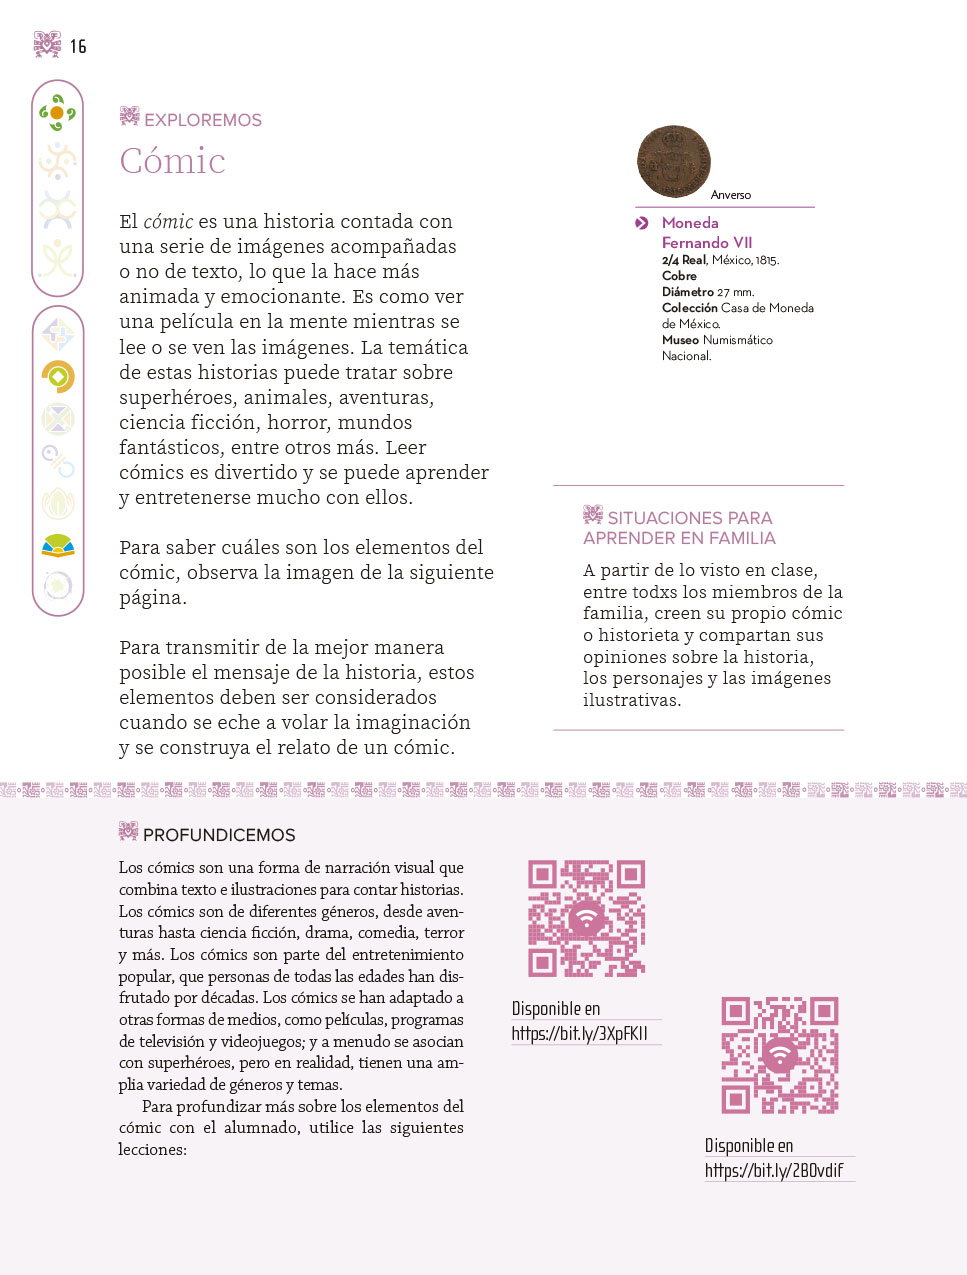 16
EXPLOREMOS
Cómic
El cómic es una historia contada con
una serie de imágenes acompañadas
o no de texto, lo que la hace más
animada y emocionante. Es como ver
una película en la mente mientras se
lee o se ven las imágenes. La temática
de estas historias puede tratar sobre
superhéroes, animales, aventuras,
ciencia ficción, horror, mundos
fantásticos, entre otros más. Leer
cómics es divertido y se puede aprender
y entretenerse mucho con ellos.
Para saber cuáles son los elementos del
cómic, observa la imagen de la siguiente
página.
Para transmitir de la mejor manera
posible el mensaje de la historia, estos
elementos deben ser considerados
cuando se eche a volar la imaginación
y se construya el relato de un cómic.
Anverso
Moneda
Fernando VII
2/4 Real, México, 1815.
Cobre
Diámetro 27 mm.
Colección Casa de Moneda
de México.
Museo Numismático
Nacional.
SITUACIONES PARA
APRENDER EN FAMILIA
A partir de lo visto en clase,
entre todxs los miembros de la
familia, creen su propio cómic
o historieta y compartan sus
opiniones sobre la historia,
los personajes y las imágenes
ilustrativas.
PROFUNDICEMOS
Los cómics son una forma de narración visual que
combina texto e ilustraciones para contar historias.
Los cómics son de diferentes géneros, desde aven-
turas hasta ciencia ficción, drama, comedia, terror
y más. Los cómics son parte del entretenimiento
popular, que personas de todas las edades han dis-
frutado por décadas. Los cómics se han adaptado a
otras formas de medios, como películas, programas
de televisión y videojuegos; y a menudo se asocian
con superhéroes, pero en realidad, tienen una am-
plia variedad de géneros y temas.
Para profundizar más sobre los elementos del
cómic con el alumnado, utilice las siguientes
lecciones:
Disponible en
https://bit.ly/3XpFKII
Disponible en
https://bit.ly/2BOvdif